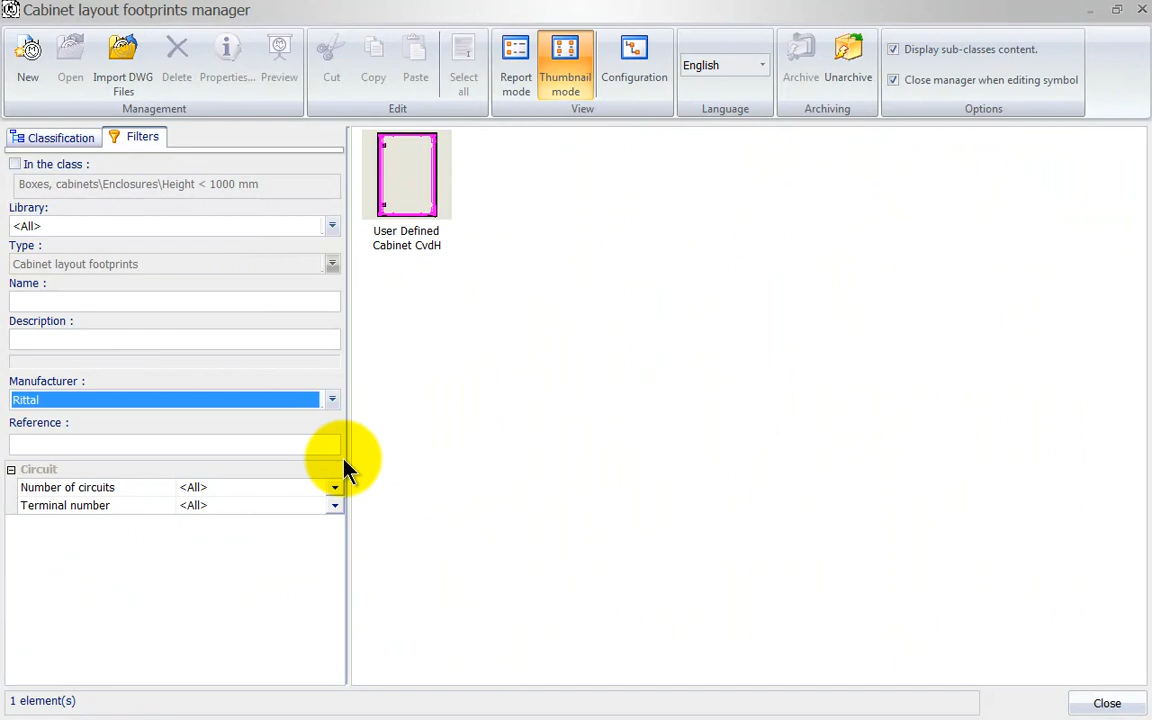 Cabinet layout footprints manager
New
Open
Import DWG Files
Delete
Properties...
Preview
Cut
Copy
Paste
Select all
Report mode
Thumbnail mode
Configuration
English
Archive
Unarchive
Display sub-classes content.
Close manager when editing symbol
Management
Edit
View
Language
Archiving
Options
Classification
Filters
In the class :
Boxes, cabinets\Enclosures\Height < 1000 mm
Library:
<All>
Type :
Cabinet layout footprints
Name :
Description :
Manufacturer :
Rittal
Reference :
Circuit
Number of circuits <All>
Terminal number <All>
User Defined
Cabinet CvdH
1 element(s)
Close